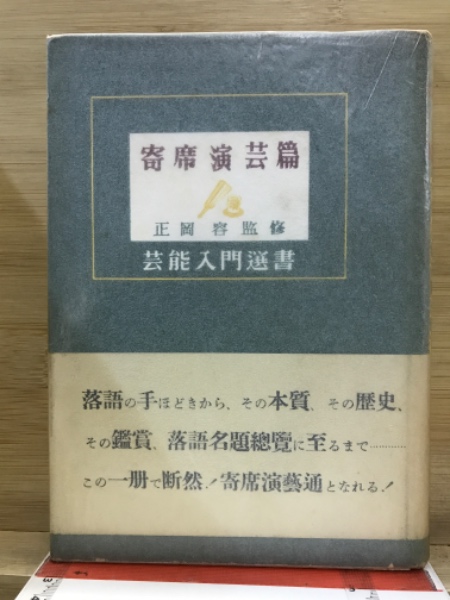 寄席演芸篇
正岡容監修
芸能入門選書
落語の手ほどきから、その本質、その歴史、
その鑑賞、落語名題總覽に至るまで…………
この一册で断然！寄席演藝通となれる！